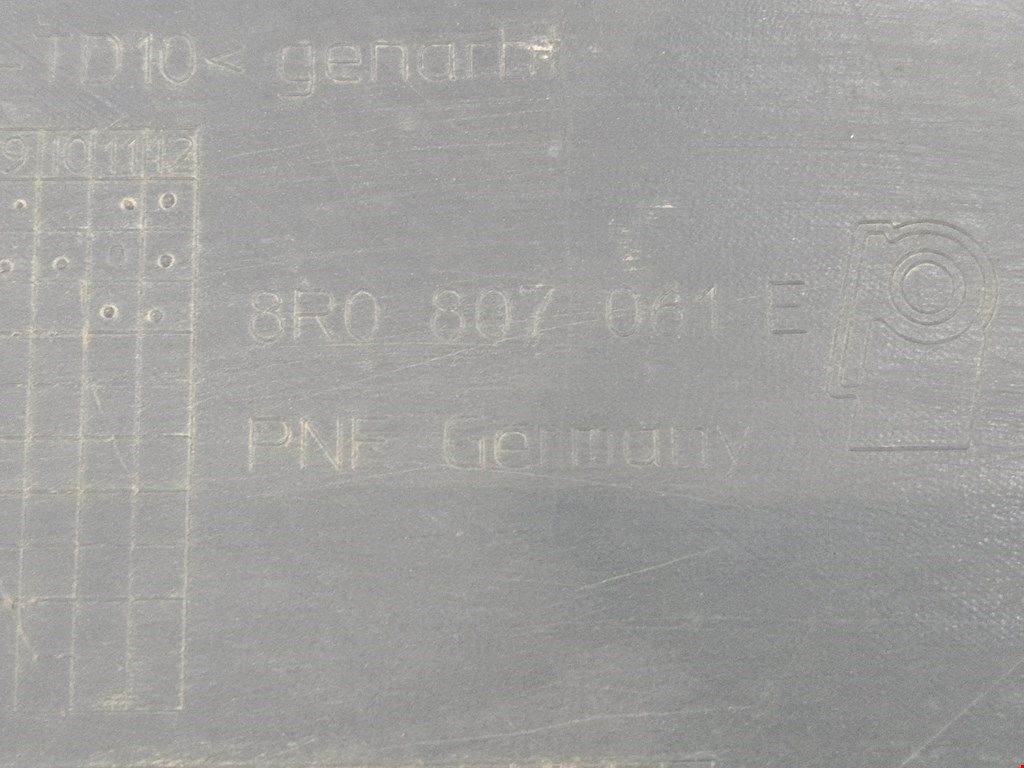 -TD10< genarbt
9 10 11 12
8R0 807 061 E
PNF Germany